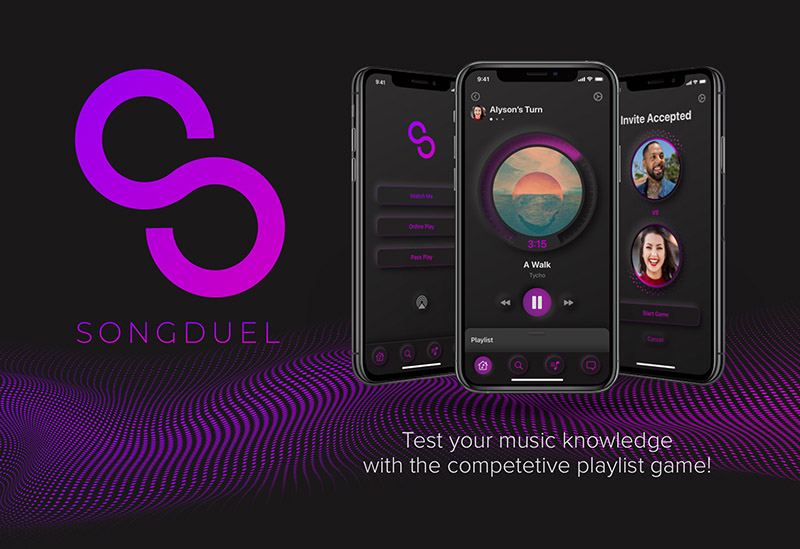 SONGDUEL
9:41
Match Me
Online Play
Pass Play
9:41
Alyson's Turn
3:15
A Walk
Tycho
Playlist
Invite Accepted
VS
Start Game
Cancel
Test your music knowledge
with the competetive playlist game!